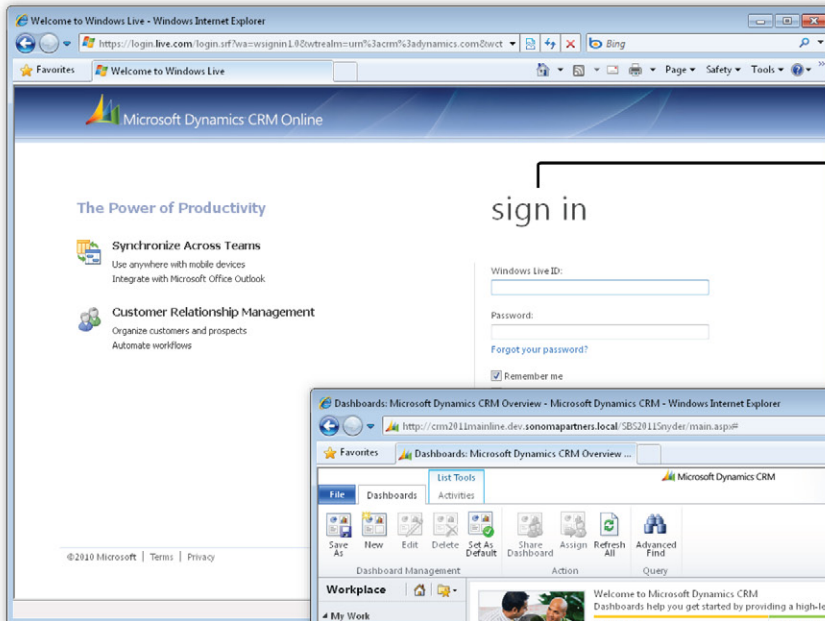 Welcome to Windows Live - Windows Internet Explorer
https://login.live.com/login.srf?wa=wsignin1.0&wtrealm=urn%3acrm%3adynamics.com&wct
Bing
Favorites
Welcome to Windows Live
Page
Safety
Tools
Microsoft Dynamics CRM Online
The Power of Productivity
Synchronize Across Teams
Use anywhere with mobile devices
Integrate with Microsoft Office Outlook
Customer Relationship Management
Organize customers and prospects
Automate workflows
sign in
Windows Live ID:
Password:
Forgot your password?
Remember me
©2010 Microsoft | Terms | Privacy
Dashboards: Microsoft Dynamics CRM Overview - Microsoft Dynamics CRM - Windows Internet Explorer
http://crm2011mainline.dev.sonomapartners.local/SBS2011Snyder/main.aspx#
Favorites
Dashboards: Microsoft Dynamics CRM Overview ...
List Tools
Microsoft Dynamics CRM
File
Dashboards
Activities
Save As
New
Edit
Delete
Set As Default
Share Dashboard
Assign
Refresh All
Advanced Find
Dashboard Management
Action
Query
Workplace
My Work
Welcome to Microsoft Dynamics CRM
Dashboards help you get started by providing a high-le